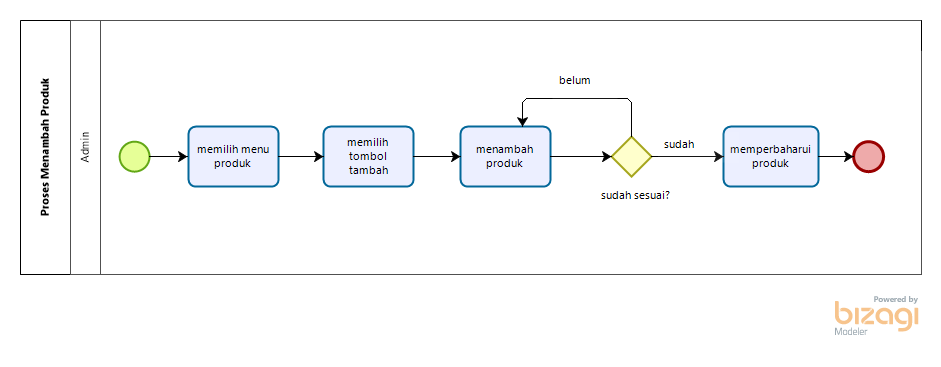 Proses Menambah Produk
Admin
memilih menu
produk
memilih
tombol
tambah
menambah
produk
belum
sudah
sudah sesuai?
memperbaharui
produk
Powered by
bizagi
Modeler